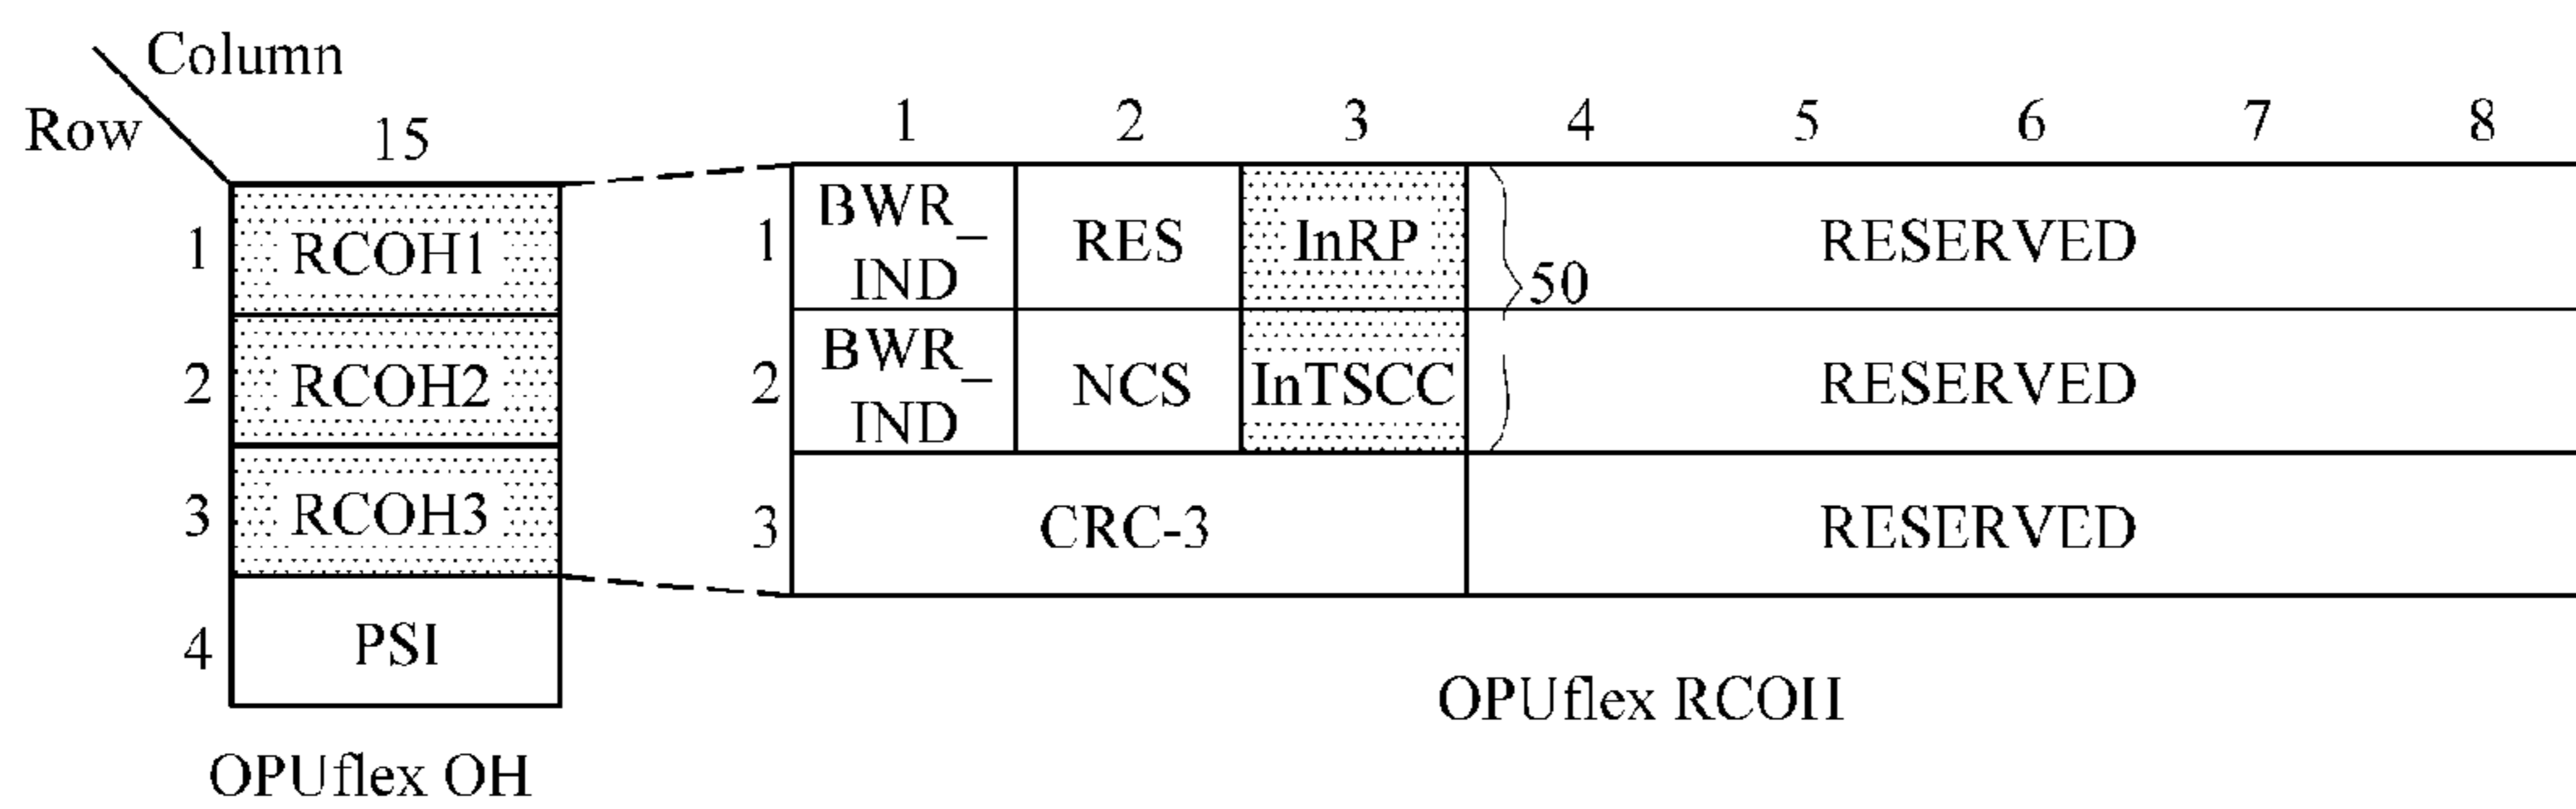 Column
Row
15
1 2 3 4 5 6 7 8
1 RCOH1
2 RCOH2
3 RCOH3
4 PSI
OPUflex OH
1 BWR_ IND RES InRP 50 RESERVED
2 BWR_ IND NCS InTSCC RESERVED
3 CRC-3 RESERVED
OPUflex RCOH